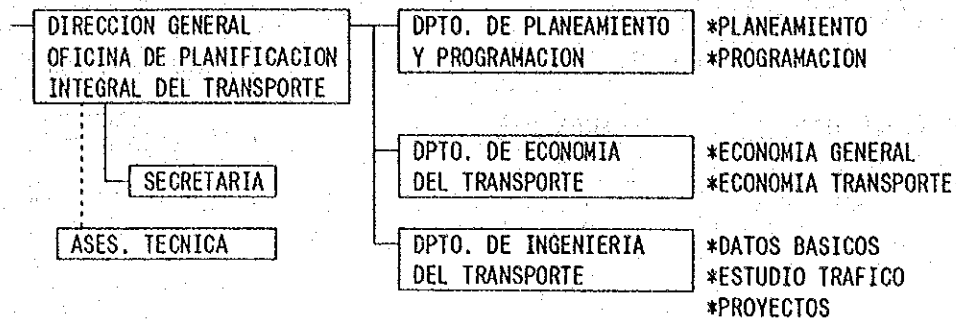 DIRECCION GENERAL
OFICINA DE PLANIFICACION
INTEGRAL DEL TRANSPORTE
SECRETARIA
ASES. TECNICA
DPTO. DE PLANEAMIENTO
Y PROGRAMACION
*PLANEAMIENTO
*PROGRAMACION
DPTO. DE ECONOMIA
DEL TRANSPORTE
*ECONOMIA GENERAL
*ECONOMIA TRANSPORTE
DPTO. DE INGENIERIA
DEL TRANSPORTE
*DATOS BASICOS
*ESTUDIO TRAFICO
*PROYECTOS